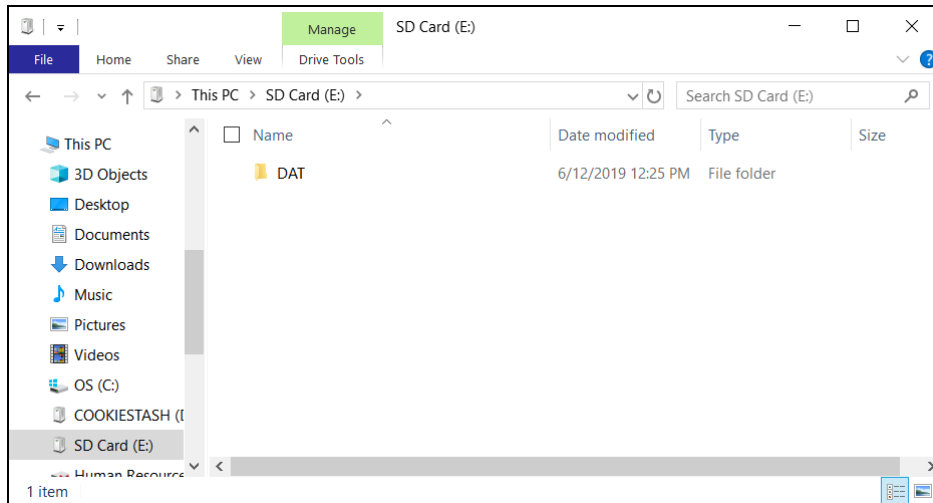 Manage SD Card (E:)
File Home Share View Drive Tools
This PC > SD Card (E:) > Search SD Card (E:)
Name Date modified Type Size
This PC
DAT 6/12/2019 12:25 PM File folder
3D Objects
Desktop
Documents
Downloads
Music
Pictures
Videos
OS (C:)
COOKIESTASH (
SD Card (E:)
Human Resource
1 item